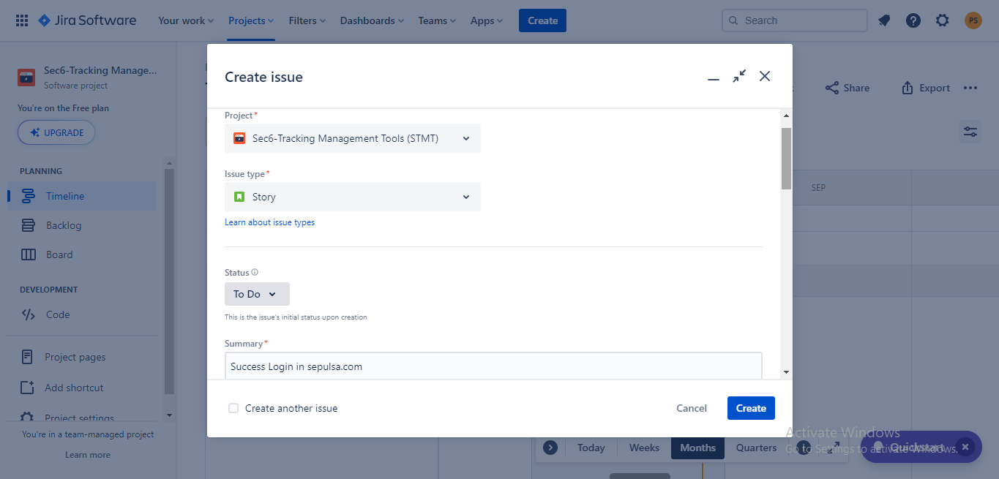 Jira Software
Your work
Projects
Filters
Dashboards
Teams
Apps
Create
Search
PS
Sec6-Tracking Manage...
Software project
You're on the Free plan
UPGRADE
PLANNING
Timeline
Backlog
Board
DEVELOPMENT
Code
Project pages
Add shortcut
Project settings
You're in a team-managed project
Learn more
Share
Export
SEP
Create issue
Project*
Sec6-Tracking Management Tools (STMT)
Issue type*
Story
Learn about issue types
Status
To Do
This is the issue's initial status upon creation
Summary*
Success Login in sepulsa.com
Create another issue
Cancel
Create
Today
Weeks
Months
Quarters
Quickstart
Activate Windows
Go to Settings to activate Windows.